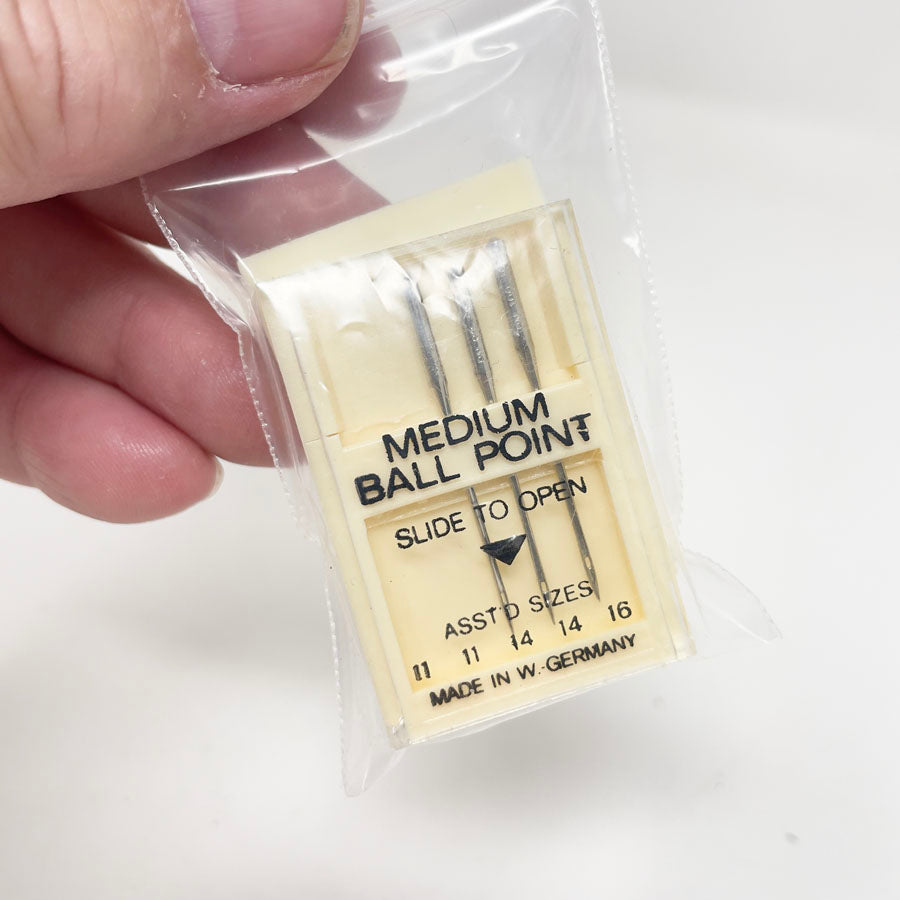 MEDIUM
BALL POINT
SLIDE TO OPEN
ASST'D SIZES
11 11 14 14 16
MADE IN W.-GERMANY